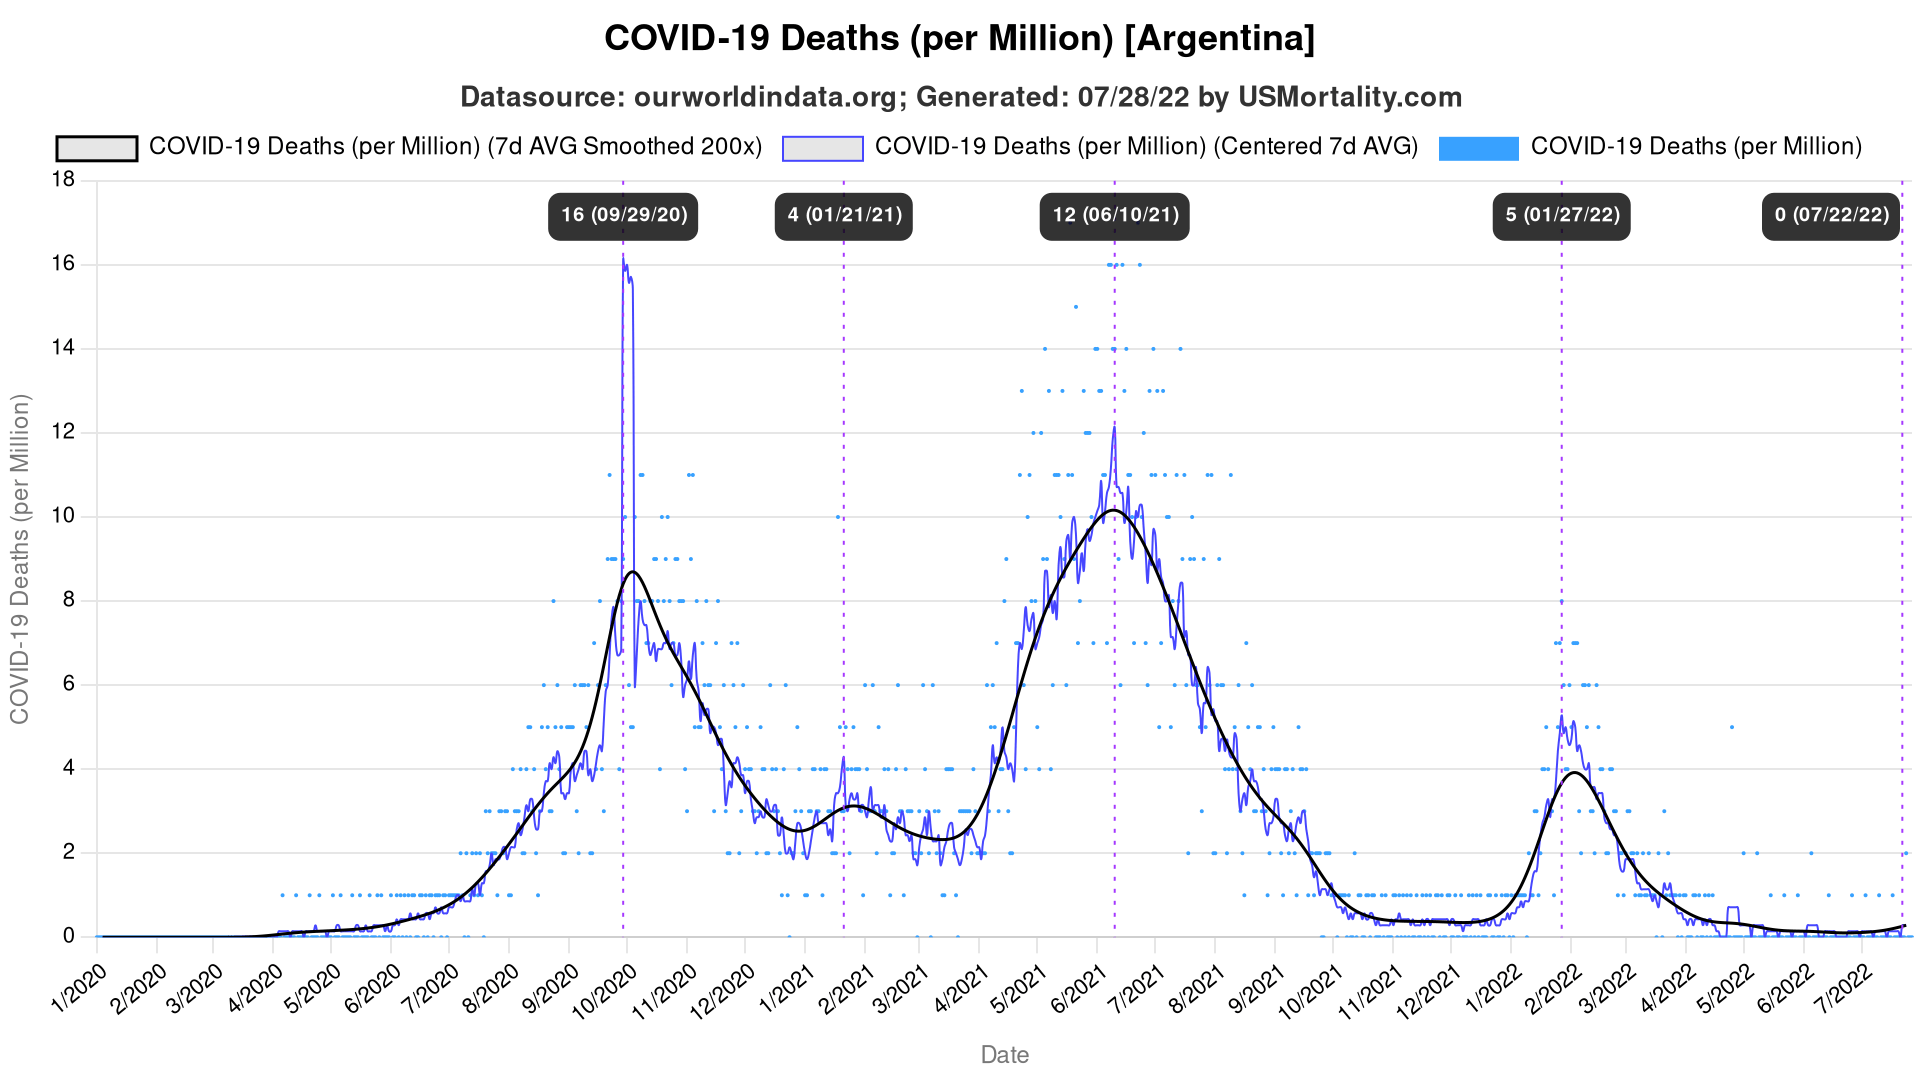 COVID-19 Deaths (per Million) [Argentina]
Datasource: ourworldindata.org; Generated: 07/28/22 by USMortality.com
COVID-19 Deaths (per Million) (7d AVG Smoothed 200x) COVID-19 Deaths (per Million) (Centered 7d AVG) COVID-19 Deaths (per Million)
16 (09/29/20) 4 (01/21/21) 12 (06/10/21) 5 (01/27/22) 0 (07/22/22)
COVID-19 Deaths (per Million)
18
16
14
12
10
8
6
4
2
0
1/2020 2/2020 3/2020 4/2020 5/2020 6/2020 7/2020 8/2020 9/2020 10/2020 11/2020 12/2020 1/2021 2/2021 3/2021 4/2021 5/2021 6/2021 7/2021 8/2021 9/2021 10/2021 11/2021 12/2021 1/2022 2/2022 3/2022 4/2022 5/2022 6/2022 7/2022
Date